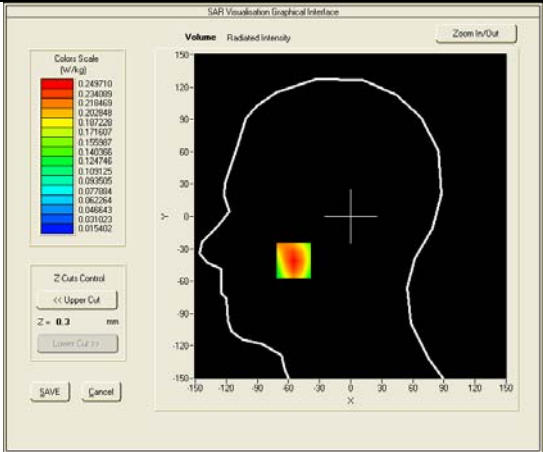 SAR Visualisation Graphical Interface
Volume Radiated Intensity
Zoom In/Out
Colors Scale
(W/kg)
0.249710
0.234089
0.218469
0.202848
0.187228
0.171607
0.155987
0.140366
0.124746
0.109125
0.093505
0.077884
0.062264
0.046643
0.031023
0.015402
Z Cuts Control
<< Upper Cut
Z = 0.3 mm
Lower Cut >>
SAVE Cancel
150
120
90
60
30
0
-30
-60
-90
-120
-150
Y
-150 -120 -90 -60 -30 0 30 60 90 120 150
X